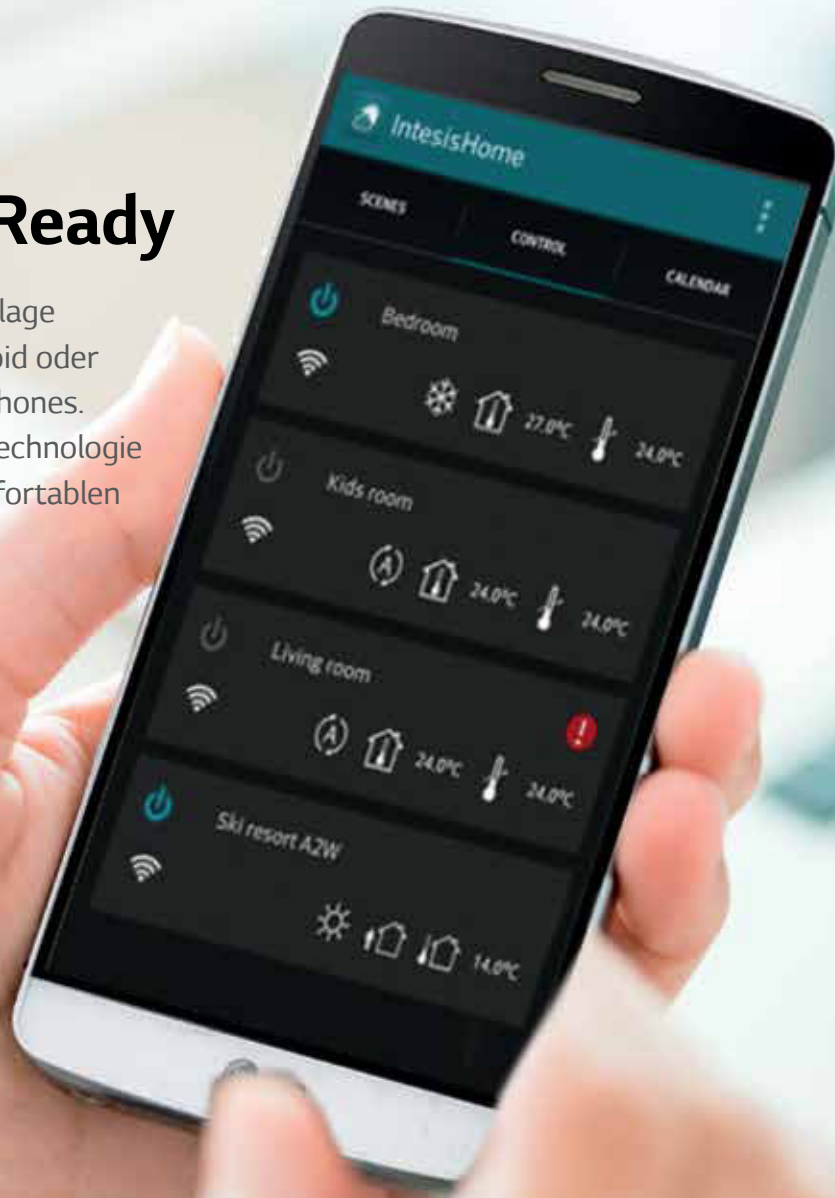 Ready
lage
oid oder
hones.
echnologie
fortablen
IntesisHome
SCENES CONTROL CALENDAR
Bedroom
27.0ºC 24.0ºC
Kids room
A 24.0ºC 24.0ºC
Living room
!
A 24.0ºC 24.0ºC
Ski resort A2W
14.0ºC